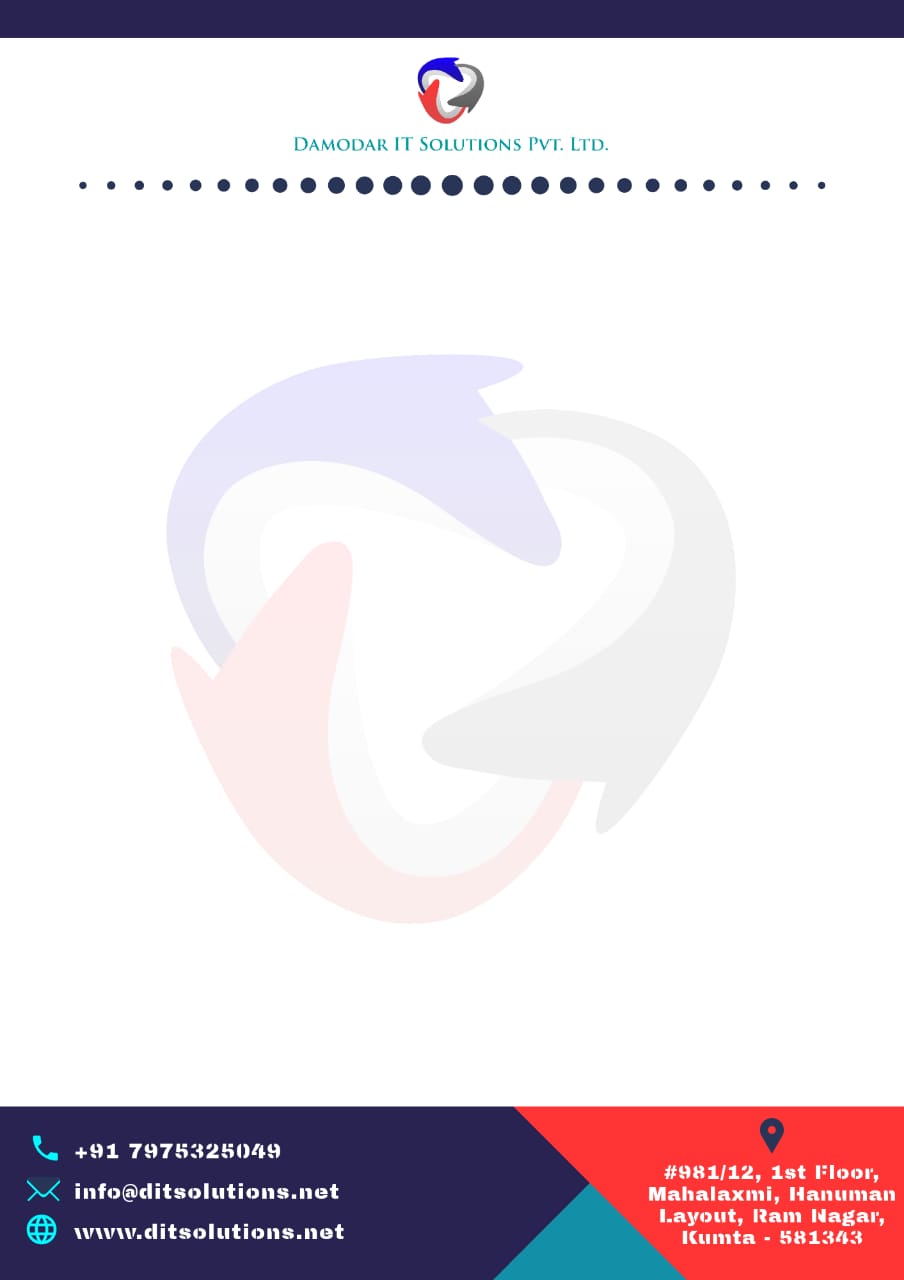 Damodar IT Solutions Pvt. Ltd.
+91 7975325049
info@ditsolutions.net
www.ditsolutions.net
#981/12, 1st Floor,
Mahalaxmi, Hanuman
Layout, Ram Nagar,
Kumta - 581343